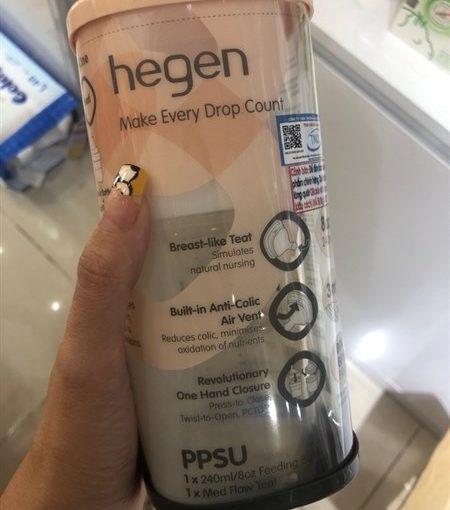 hegen
Make Every Drop Count
Breast-like Teat
Simulates
natural nursing
Built-in Anti-Colic
Air Vent
Reduces colic, minimises
oxidation of nutrients
Revolutionary
One Hand Closure
Press-to-Close
Twist-to-Open, PCTO
PPSU
1 x 240ml/8oz Feeding
1 x Med Flow Teat